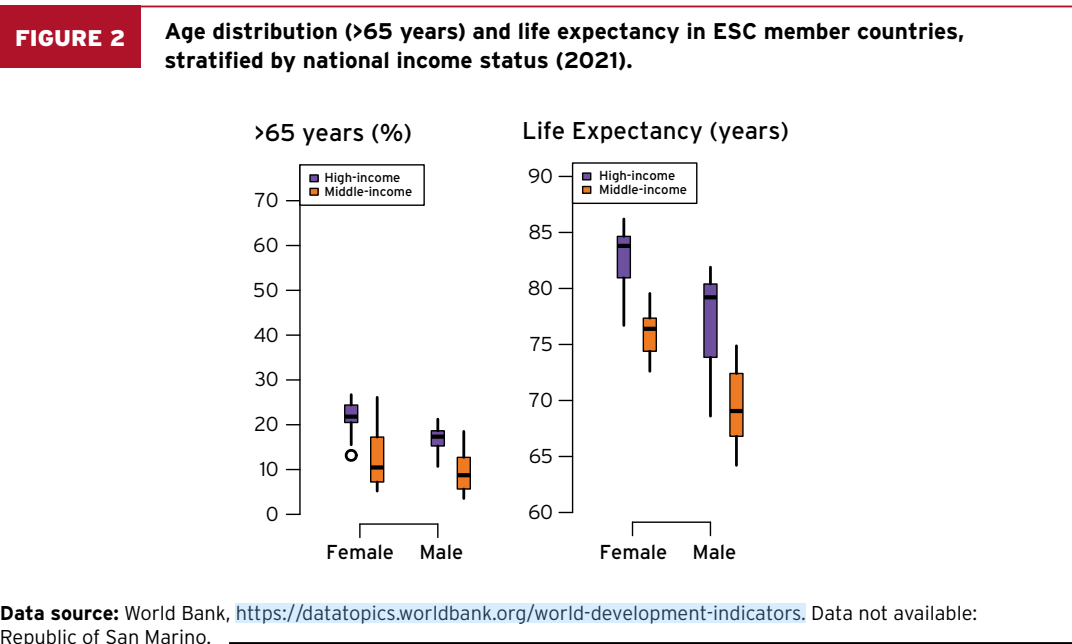 FIGURE 2
Age distribution (>65 years) and life expectancy in ESC member countries,
stratified by national income status (2021).
>65 years (%)
High-income
Middle-income
70
60
50
40
30
20
10
0
Female Male
Life Expectancy (years)
High-income
Middle-income
90
85
80
75
70
65
60
Female Male
Data source: World Bank, https://datatopics.worldbank.org/world-development-indicators. Data not available:
Republic of San Marino.